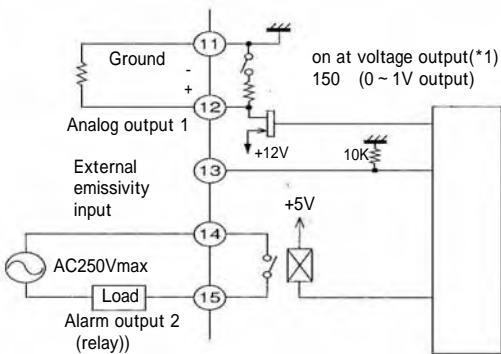 11
Ground
on at voltage output(*1)
150 (0 ~ 1V output)
-
+
12
Analog output 1
+12V
10K
13
External
emissivity
input
+5V
14
AC250Vmax
Load
15
Alarm output 2
(relay))